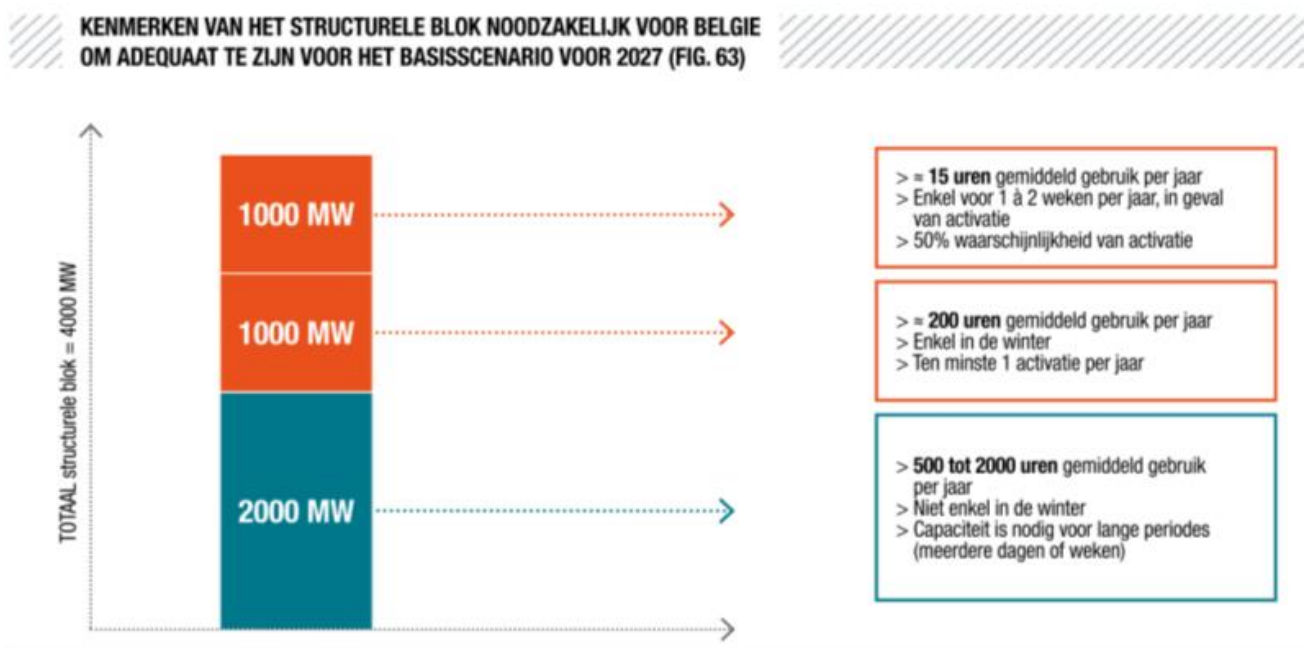 KENMERKEN VAN HET STRUCTURELE BLOK NOODZAKELIJK VOOR BELGIE
OM ADEQUAAT TE ZIJN VOOR HET BASISSCENARIO VOOR 2027 (FIG. 63)
TOTAAL structurele blok = 4000 MW
1000 MW
> ≈ 15 uren gemiddeld gebruik per jaar
> Enkel voor 1 à 2 weken per jaar, in geval
van activatie
> 50% waarschijnlijkheid van activatie
1000 MW
> ≈ 200 uren gemiddeld gebruik per jaar
> Enkel in de winter
> Ten minste 1 activatie per jaar
2000 MW
> 500 tot 2000 uren gemiddeld gebruik
per jaar
> Niet enkel in de winter
> Capaciteit is nodig voor lange periodes
(meerdere dagen of weken)